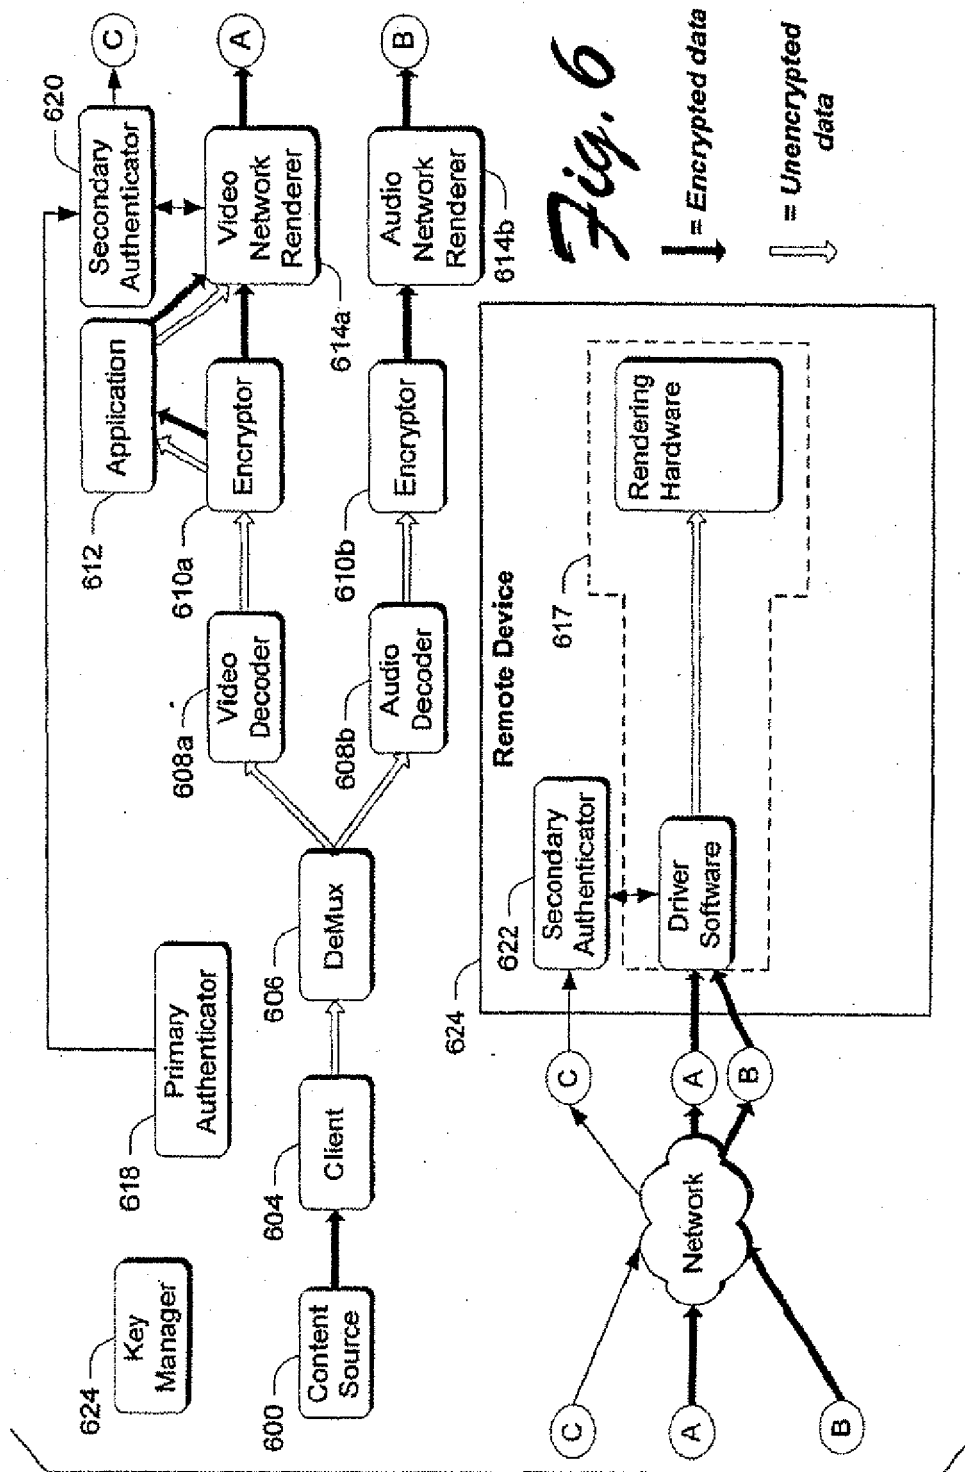 624
Key
Manager
618
Primary
Authenticator
620
Secondary
Authenticator
C
612
Application
600
Content
Source
604
Client
606
DeMux
608a
Video
Decoder
610a
Encryptor
614a
Video
Network
Renderer
A
608b
Audio
Decoder
610b
Encryptor
614b
Audio
Network
Renderer
B
C
A
B
Network
C
A
B
624
Remote Device
622
Secondary
Authenticator
Driver
Software
617
Rendering
Hardware
Fig. 6
= Encrypted data
= Unencrypted
data